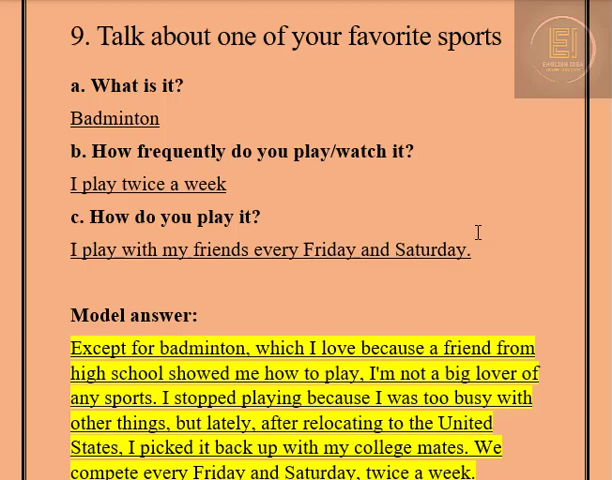 9. Talk about one of your favorite sports
a. What is it?
Badminton
b. How frequently do you play/watch it?
I play twice a week
c. How do you play it?
I play with my friends every Friday and Saturday.
Model answer:
Except for badminton, which I love because a friend from
high school showed me how to play, I'm not a big lover of
any sports. I stopped playing because I was too busy with
other things, but lately, after relocating to the United
States, I picked it back up with my college mates. We
compete every Friday and Saturday, twice a week.